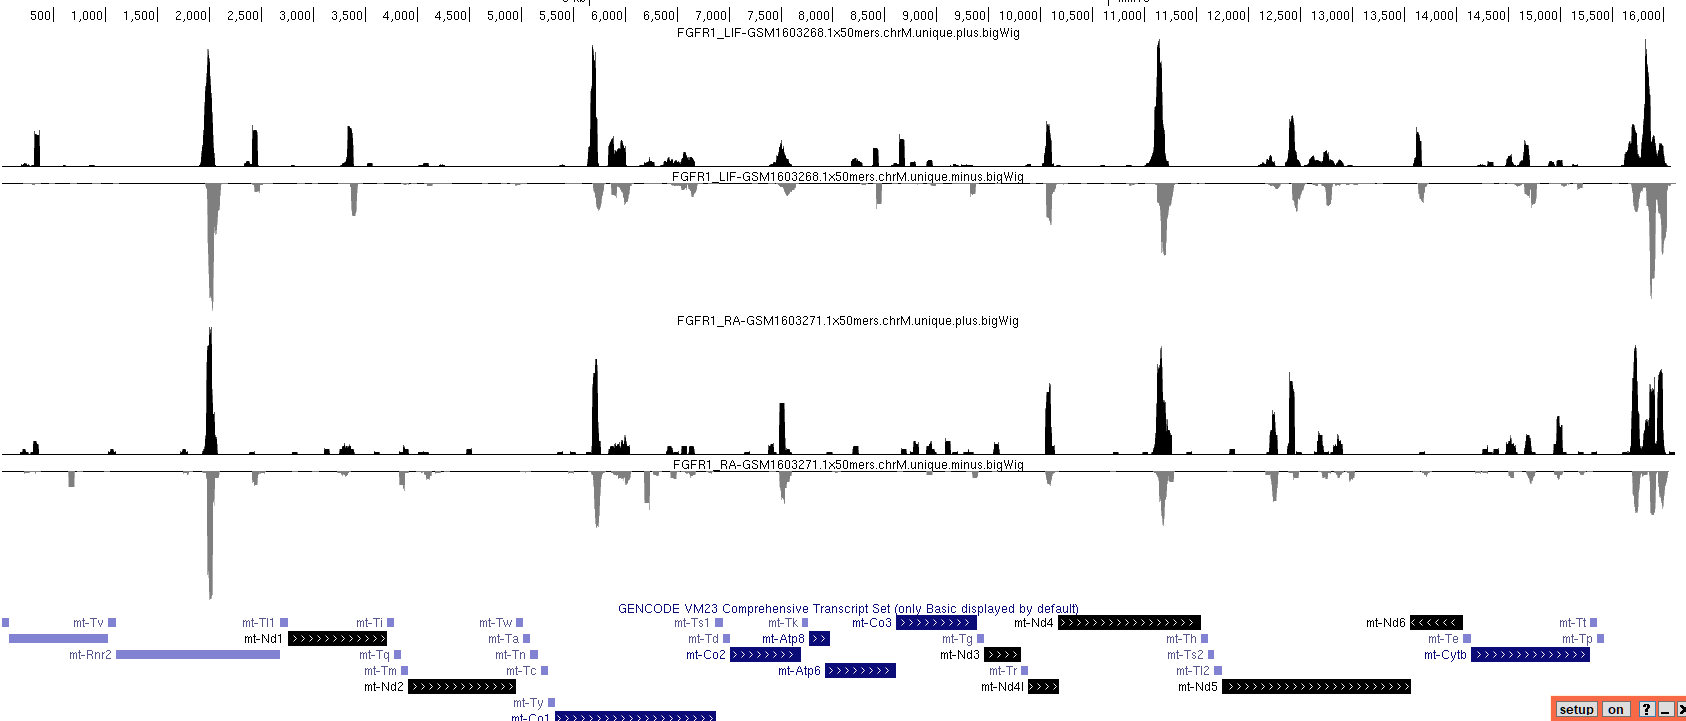 500| 1,000| 1,500| 2,000| 2,500| 3,000| 3,500| 4,000| 4,500| 5,000| 5,500| 6,000| 6,500| 7,000| 7,500| 8,000| 8,500| 9,000| 9,500| 10,000| 10,500| 11,000| 11,500| 12,000| 12,500| 13,000| 13,500| 14,000| 14,500| 15,000| 15,500| 16,000|
FGFR1_LIF-GSM1603268.1x50mers.chrM.unique.plus.bigWig
FGFR1_LIF-GSM1603268.1x50mers.chrM.unique.minus.bigWig
FGFR1_RA-GSM1603271.1x50mers.chrM.unique.plus.bigWig
FGFR1_RA-GSM1603271.1x50mers.chrM.unique.minus.bigWig
GENCODE VM23 Comprehensive Transcript Set (only Basic displayed by default)
mt-Tv mt-Tl1 mt-Ti mt-Tw mt-Ts1 mt-Tk mt-Co3 mt-Nd4 mt-Nd6 mt-Tt
mt-Nd1 mt-Ta mt-Td mt-Atp8 mt-Tg mt-Th mt-Te mt-Tp
mt-Rnr2 mt-Tq mt-Tn mt-Co2 mt-Nd3 mt-Ts2 mt-Cytb
mt-Tm mt-Tc mt-Atp6 mt-Tr mt-Tl2
mt-Nd2 mt-Nd4l mt-Nd5
mt-Ty
mt-Co1
setup on ?